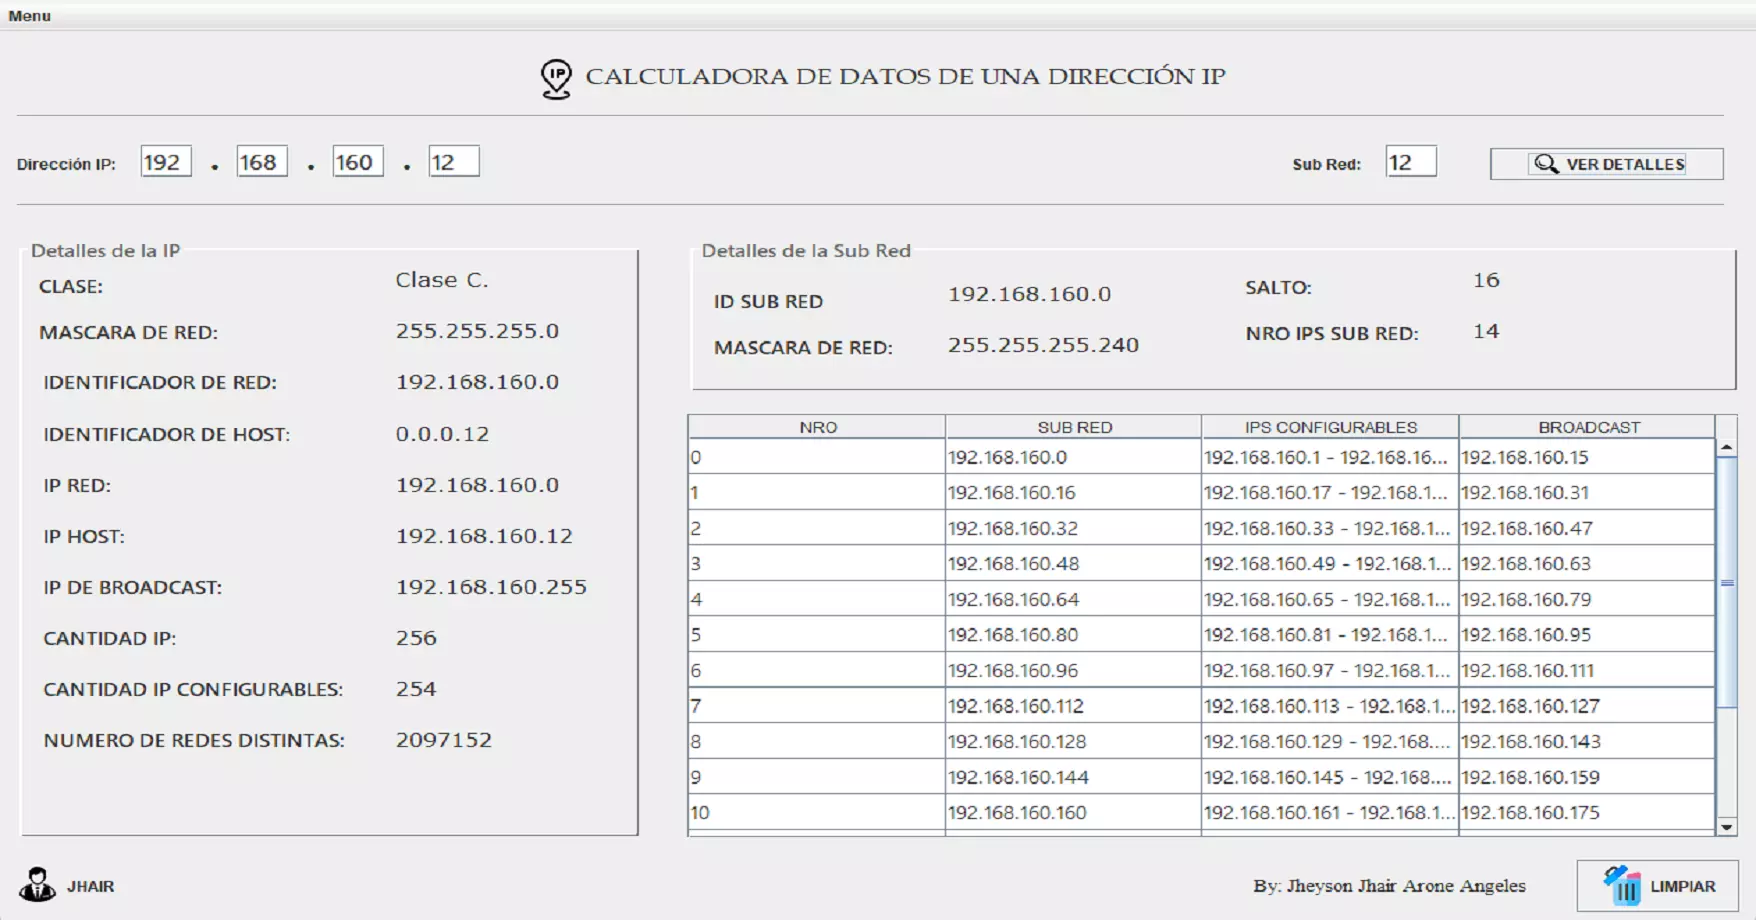 Menu
IP CALCULADORA DE DATOS DE UNA DIRECCIÓN IP
Dirección IP: 192 . 168 . 160 . 12 Sub Red: 12 VER DETALLES
Detalles de la IP
CLASE: Clase C.
MASCARA DE RED: 255.255.255.0
IDENTIFICADOR DE RED: 192.168.160.0
IDENTIFICADOR DE HOST: 0.0.0.12
IP RED: 192.168.160.0
IP HOST: 192.168.160.12
IP DE BROADCAST: 192.168.160.255
CANTIDAD IP: 256
CANTIDAD IP CONFIGURABLES: 254
NUMERO DE REDES DISTINTAS: 2097152
Detalles de la Sub Red
ID SUB RED 192.168.160.0 SALTO: 16
MASCARA DE RED: 255.255.255.240 NRO IPS SUB RED: 14
NRO SUB RED IPS CONFIGURABLES BROADCAST
0 192.168.160.0 192.168.160.1 - 192.168.16... 192.168.160.15
1 192.168.160.16 192.168.160.17 - 192.168.1... 192.168.160.31
2 192.168.160.32 192.168.160.33 - 192.168.1... 192.168.160.47
3 192.168.160.48 192.168.160.49 - 192.168.1... 192.168.160.63
4 192.168.160.64 192.168.160.65 - 192.168.1... 192.168.160.79
5 192.168.160.80 192.168.160.81 - 192.168.1... 192.168.160.95
6 192.168.160.96 192.168.160.97 - 192.168.1... 192.168.160.111
7 192.168.160.112 192.168.160.113 - 192.168.1... 192.168.160.127
8 192.168.160.128 192.168.160.129 - 192.168.... 192.168.160.143
9 192.168.160.144 192.168.160.145 - 192.168.... 192.168.160.159
10 192.168.160.160 192.168.160.161 - 192.168.1... 192.168.160.175
JHAIR By: Jheyson Jhair Arone Angeles LIMPIAR